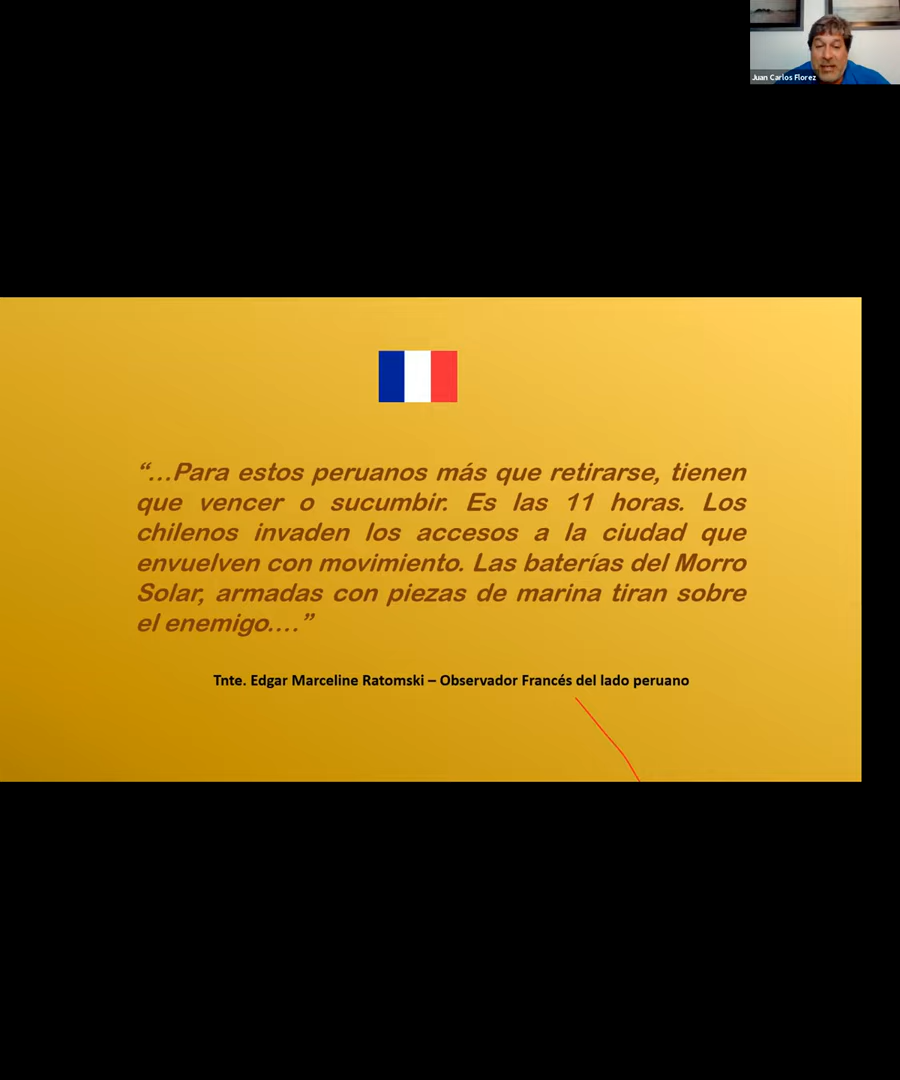 Juan Carlos Florez
“...Para estos peruanos más que retirarse, tienen
que vencer o sucumbir. Es las 11 horas. Los
chilenos invaden los accesos a la ciudad que
envuelven con movimiento. Las baterías del Morro
Solar, armadas con piezas de marina tiran sobre
el enemigo....”
Tnte. Edgar Marceline Ratomski – Observador Francés del lado peruano